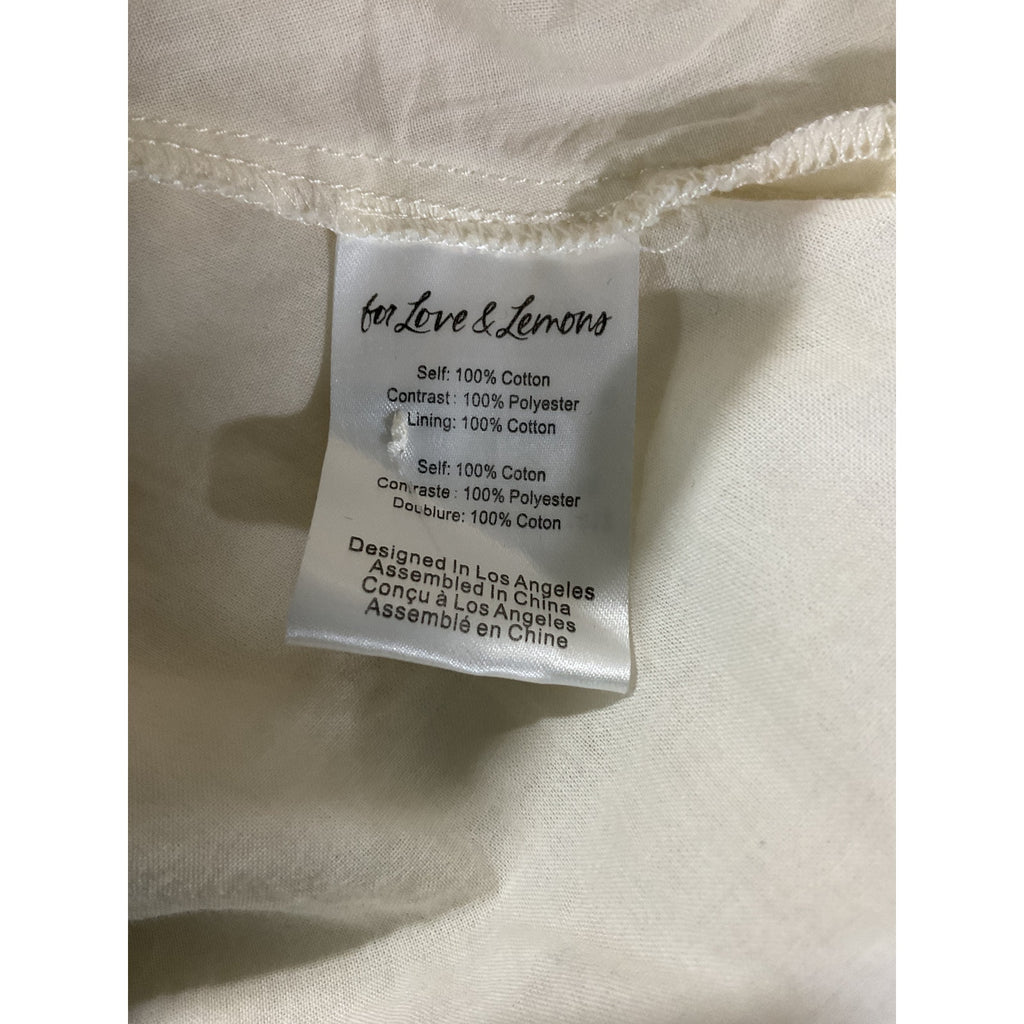 for Love & Lemons
Self: 100% Cotton
Contrast: 100% Polyester
Lining: 100% Cotton
Self: 100% Coton
Contraste: 100% Polyester
Doublure: 100% Coton
Designed In Los Angeles
Assembled In China
Conçu à Los Angeles
Assemblé en Chine